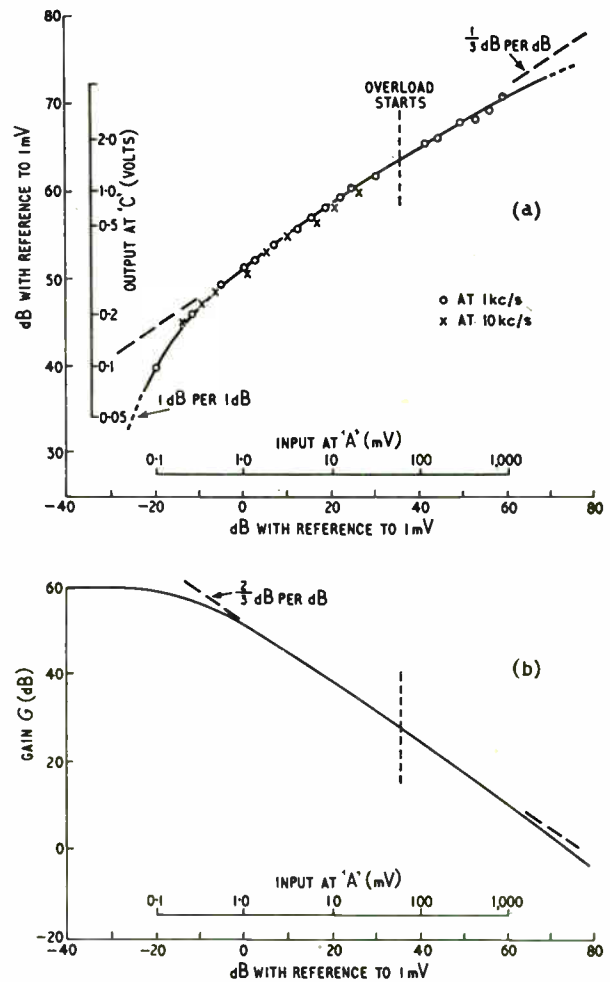 80
70
60
50
40
30
dB WITH REFERENCE TO 1mV
OUTPUT AT 'C' (VOLTS)
2·0
1·0
0·5
0·2
0·1
0·05
1/3 dB PER dB
OVERLOAD
STARTS
(a)
o AT 1kc/s
x AT 10kc/s
1dB PER 1dB
INPUT AT 'A' (mV)
0·1 1·0 10 100 1,000
-40 -20 0 20 40 60 80
dB WITH REFERENCE TO 1mV
60
40
20
0
-20
GAIN G (dB)
2/3 dB PER dB
(b)
INPUT AT 'A' (mV)
0·1 1·0 10 100 1,000
-40 -20 0 20 40 60 80
dB WITH REFERENCE TO 1mV